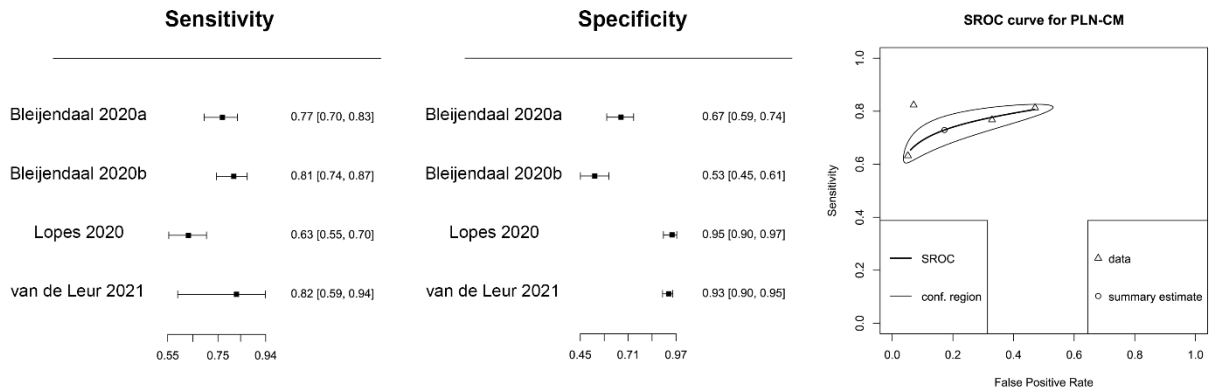 Sensitivity
Bleijendaal 2020a 0.77 [0.70, 0.83]
Bleijendaal 2020b 0.81 [0.74, 0.87]
Lopes 2020 0.63 [0.55, 0.70]
van de Leur 2021 0.82 [0.59, 0.94]
0.55 0.75 0.94
Specificity
Bleijendaal 2020a 0.67 [0.59, 0.74]
Bleijendaal 2020b 0.53 [0.45, 0.61]
Lopes 2020 0.95 [0.90, 0.97]
van de Leur 2021 0.93 [0.90, 0.95]
0.45 0.71 0.97
SROC curve for PLN-CM
Sensitivity
1.0
0.8
0.6
0.4
0.2
0.0
SROC
conf. region
data
summary estimate
0.0 0.2 0.4 0.6 0.8 1.0
False Positive Rate